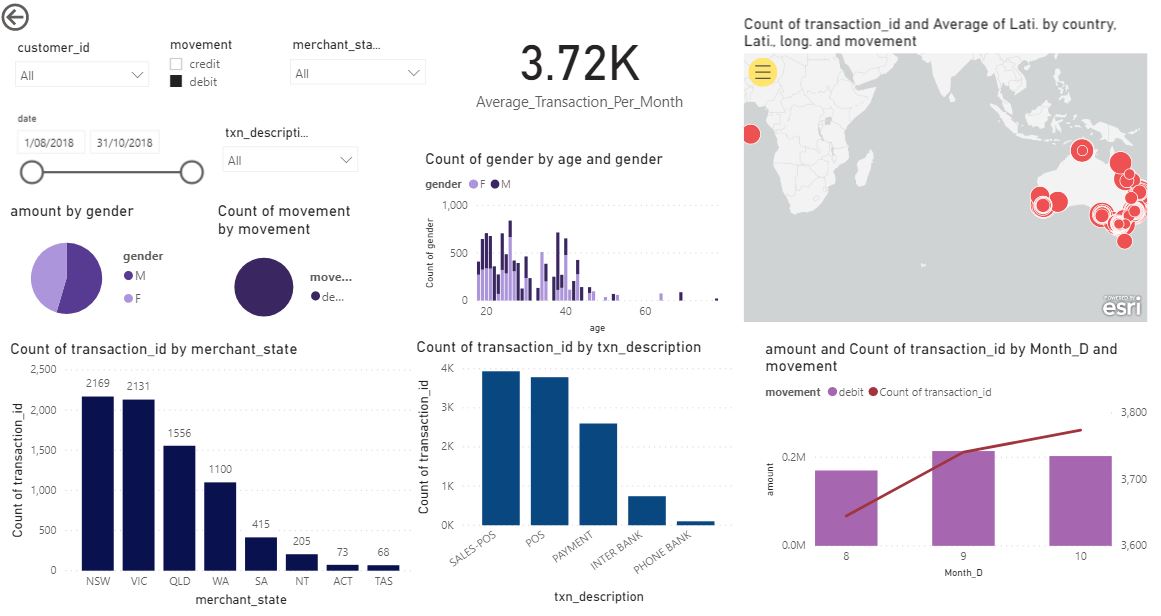 customer_id
All
movement
credit
debit
merchant_sta...
All
3.72K
Average_Transaction_Per_Month
date
1/08/2018
31/10/2018
txn_descripti...
All
Count of transaction_id and Average of Lati. by country,
Lati., long. and movement
POWERED BY
esri
amount by gender
gender
M
F
Count of movement
by movement
move...
de...
Count of gender by age and gender
gender F M
Count of gender
1,000
500
0
20 40 60
age
Count of transaction_id by merchant_state
Count of transaction_id
2,500
2,000
1,500
1,000
500
0
2169 2131 1556 1100 415 205 73 68
NSW VIC QLD WA SA NT ACT TAS
merchant_state
Count of transaction_id by txn_description
Count of transaction_id
4K
3K
2K
1K
0K
SALES-POS POS PAYMENT INTER BANK PHONE BANK
txn_description
amount and Count of transaction_id by Month_D and
movement
movement debit Count of transaction_id
amount
0.2M
0.0M
3,800
3,700
3,600
8 9 10
Month_D